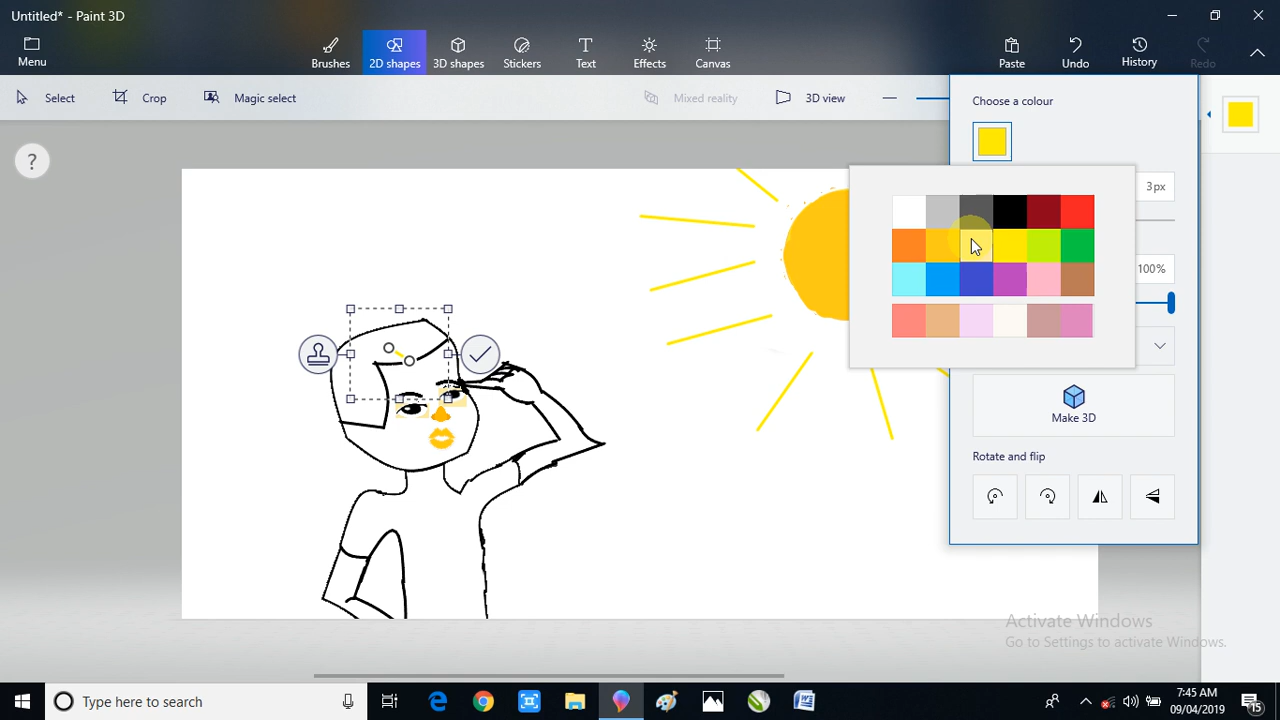 Untitled* - Paint 3D
Menu
Brushes
2D shapes
3D shapes
Stickers
Text
Effects
Canvas
Paste
Undo
History
Redo
Select
Crop
Magic select
Mixed reality
3D view
Choose a colour
3px
?
100%
Make 3D
Rotate and flip
Activate Windows
Go to Settings to activate Windows.
Type here to search
7:45 AM
09/04/2019
15